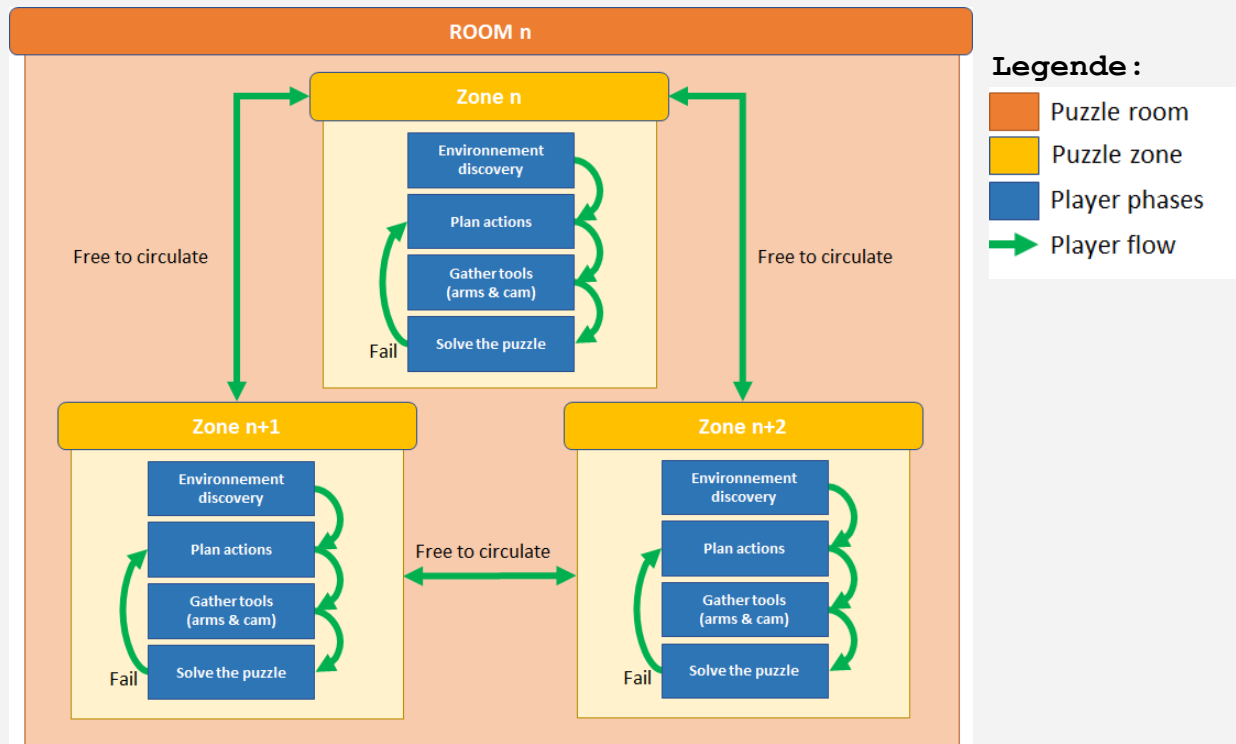 ROOM n
Legende:
Puzzle room
Puzzle zone
Player phases
Player flow
Zone n
Environnement
discovery
Plan actions
Gather tools
(arms & cam)
Solve the puzzle
Fail
Free to circulate
Free to circulate
Zone n+1
Environnement
discovery
Plan actions
Gather tools
(arms & cam)
Solve the puzzle
Fail
Free to circulate
Zone n+2
Environnement
discovery
Plan actions
Gather tools
(arms & cam)
Solve the puzzle
Fail